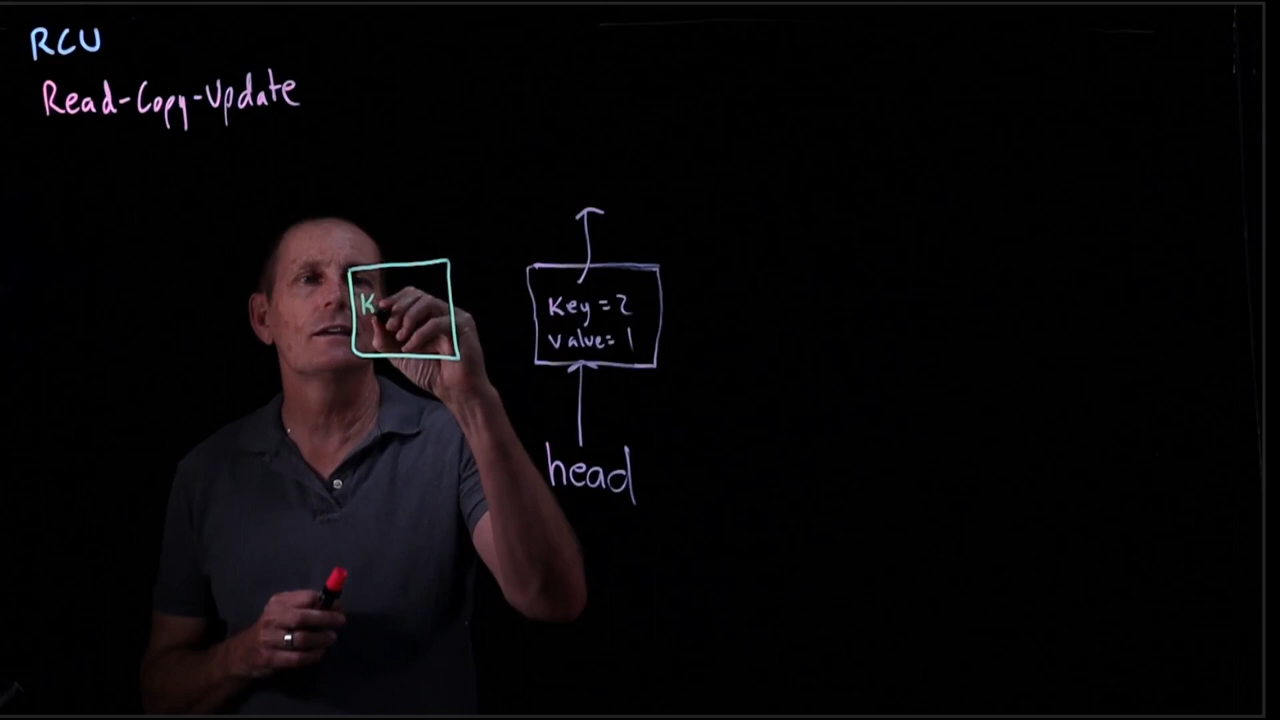 RCU
Read-Copy-Update
K
Key = 2
value = 1
head